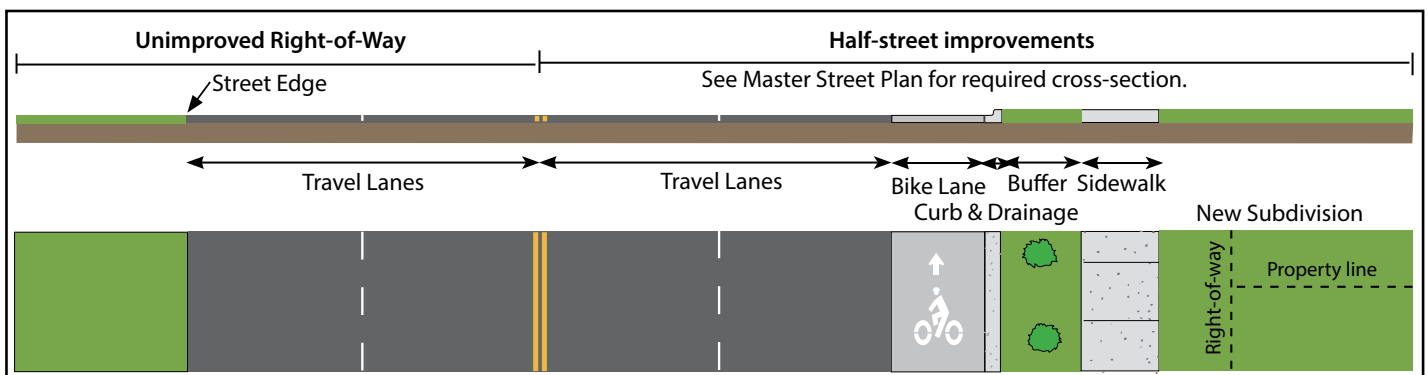 Unimproved Right-of-Way
Half-street improvements
Street Edge
See Master Street Plan for required cross-section.
Travel Lanes
Travel Lanes
Bike Lane
Buffer
Sidewalk
Curb & Drainage
New Subdivision
Right-of-way
Property line